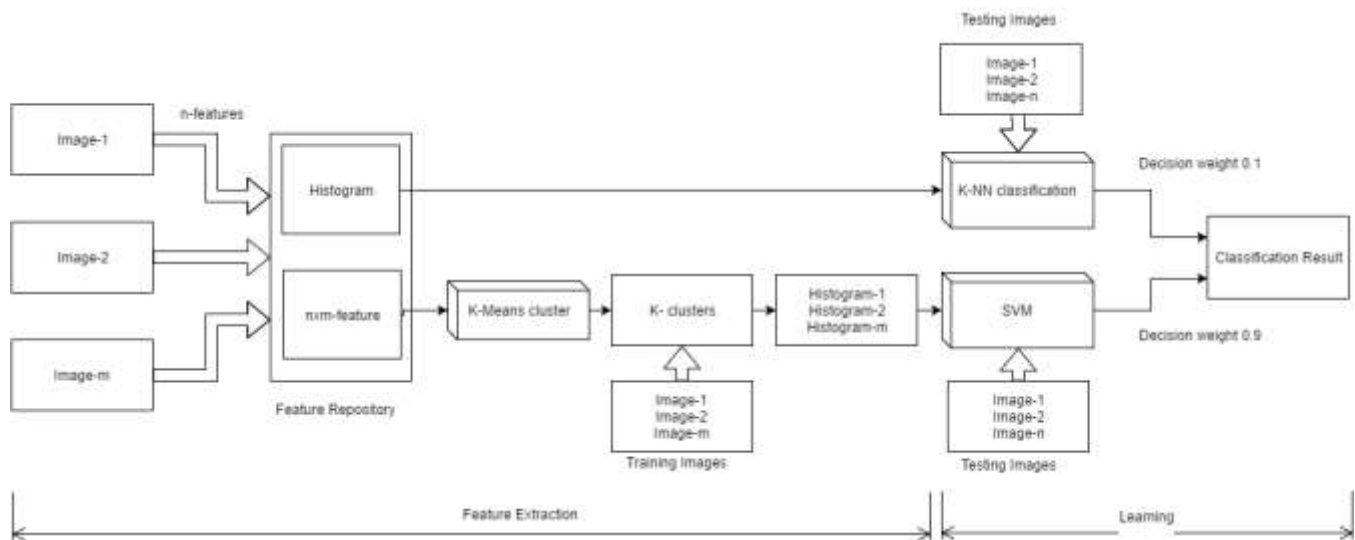 Testing Images
Image-1
Image-2
Image-n
n-features
Image-1
Histogram
K-NN classification
Decision weight 0.1
Image-2
Classification Result
n×m-feature
K-Means cluster
K- clusters
Histogram-1
Histogram-2
Histogram-m
SVM
Decision weight 0.9
Image-m
Feature Repository
Image-1
Image-2
Image-m
Training Images
Image-1
Image-2
Image-n
Testing Images
Feature Extraction
Learning